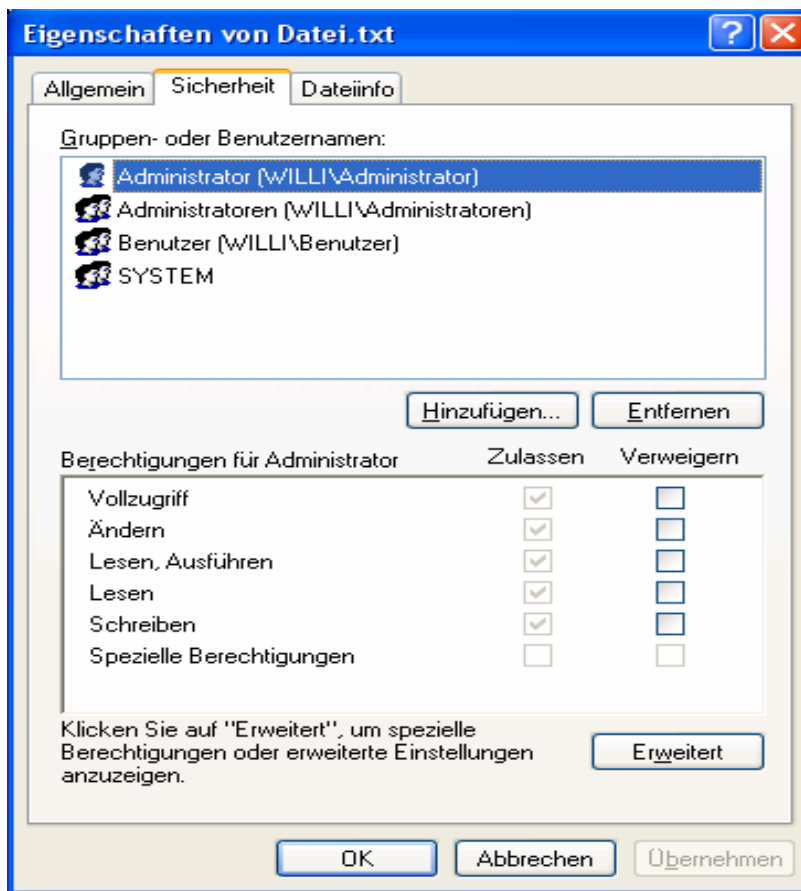 Eigenschaften von Datei.txt
Allgemein Sicherheit Dateiinfo
Gruppen- oder Benutzernamen:
Administrator (WILLI\Administrator)
Administratoren (WILLI\Administratoren)
Benutzer (WILLI\Benutzer)
SYSTEM
Hinzufügen... Entfernen
Berechtigungen für Administrator Zulassen Verweigern
Vollzugriff
Ändern
Lesen, Ausführen
Lesen
Schreiben
Spezielle Berechtigungen
Klicken Sie auf "Erweitert", um spezielle
Berechtigungen oder erweiterte Einstellungen
anzuzeigen.
Erweitert
OK Abbrechen Übernehmen